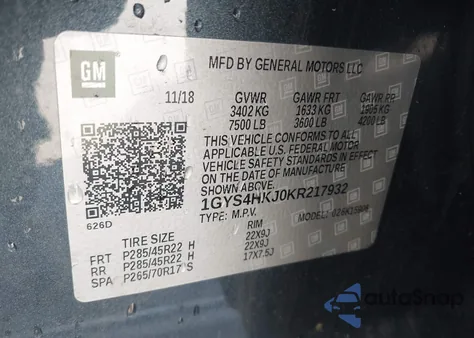 GM
MFD BY GENERAL MOTORS LLC
11/18 GVWR GAWR FRT GAWR RR
3402 KG 1633 KG 1905 KG
7500 LB 3600 LB 4200 LB
THIS VEHICLE CONFORMS TO ALL
APPLICABLE U.S. FEDERAL MOTOR
VEHICLE SAFETY STANDARDS IN EFFECT
ON THE DATE OF MANUFACTURE
SHOWN ABOVE.
1GYS4HKJ0KR217932
TYPE: M.P.V. MODEL:
626D
TIRE SIZE RIM
FRT P285/45R22 H 22X9J
RR P285/45R22 H 22X9J
SPA P265/70R17 S 17X7.5J
autoSnap